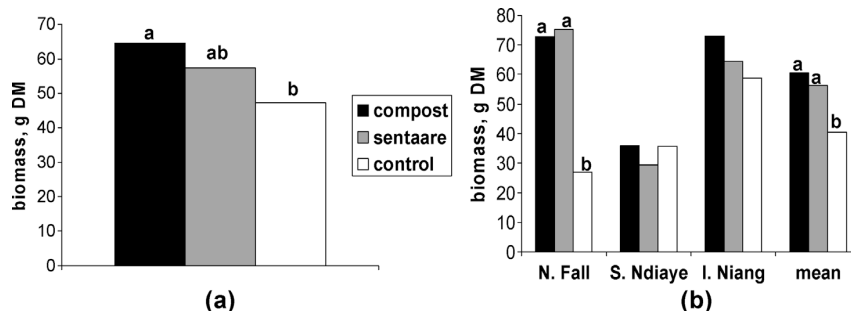 biomass, g DM
70
60
50
40
30
20
10
0
a
ab
b
compost
sentaare
control
(a)
biomass, g DM
80
70
60
50
40
30
20
10
0
a a
b
a a
b
N. Fall S. Ndiaye I. Niang mean
(b)